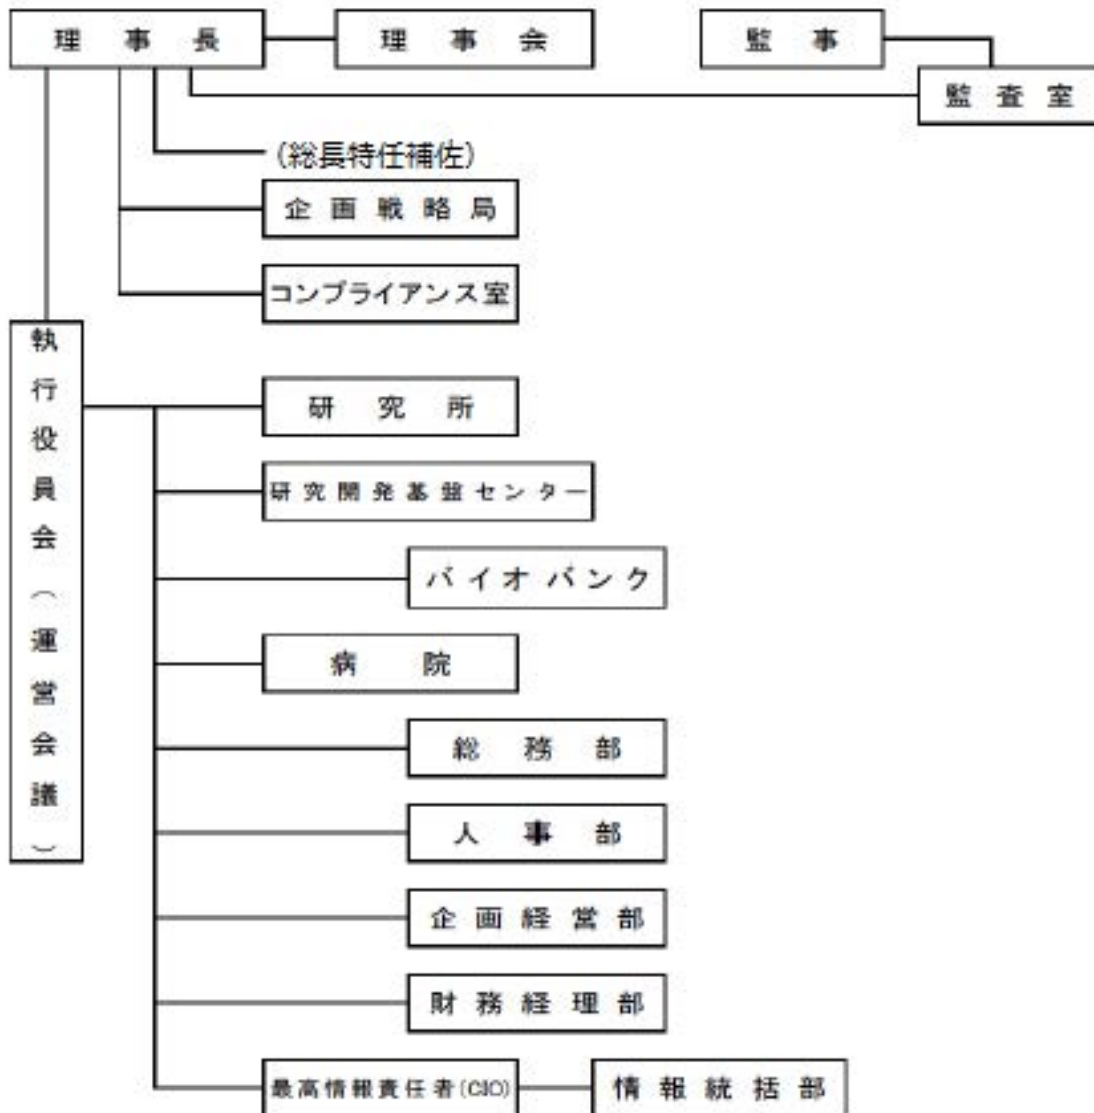 理事長
理事会
監事
監査室
(総長特任補佐)
企画戦略局
コンプライアンス室
執行役員会(運営会議)
研究所
研究開発基盤センター
バイオバンク
病院
総務部
人事部
企画経営部
財務経理部
最高情報責任者(CIO)
情報統括部